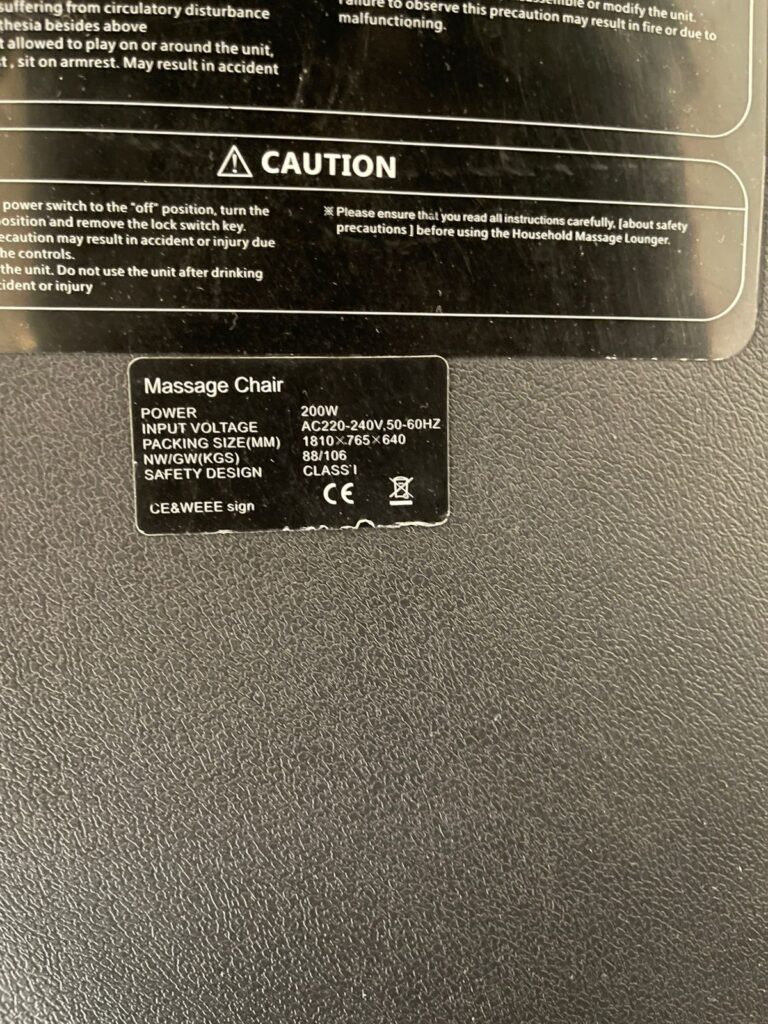 suffering from circulatory disturbance
thesia besides above
t allowed to play on or around the unit,
t, sit on armrest. May result in accident
or modify the unit.
Failure to observe this precaution may result in fire or due to
malfunctioning.
CAUTION
power switch to the "off" position, turn the
osition and remove the lock switch key.
ecaution may result in accident or injury due
he controls.
the unit. Do not use the unit after drinking
cident or injury
※ Please ensure that you read all instructions carefully, [about safety
precautions ] before using the Household Massage Lounger.
Massage Chair
POWER 200W
INPUT VOLTAGE AC220-240V,50-60HZ
PACKING SIZE(MM) 1810×765×640
NW/GW(KGS) 88/106
SAFETY DESIGN CLASS I
CE&WEEE sign CE